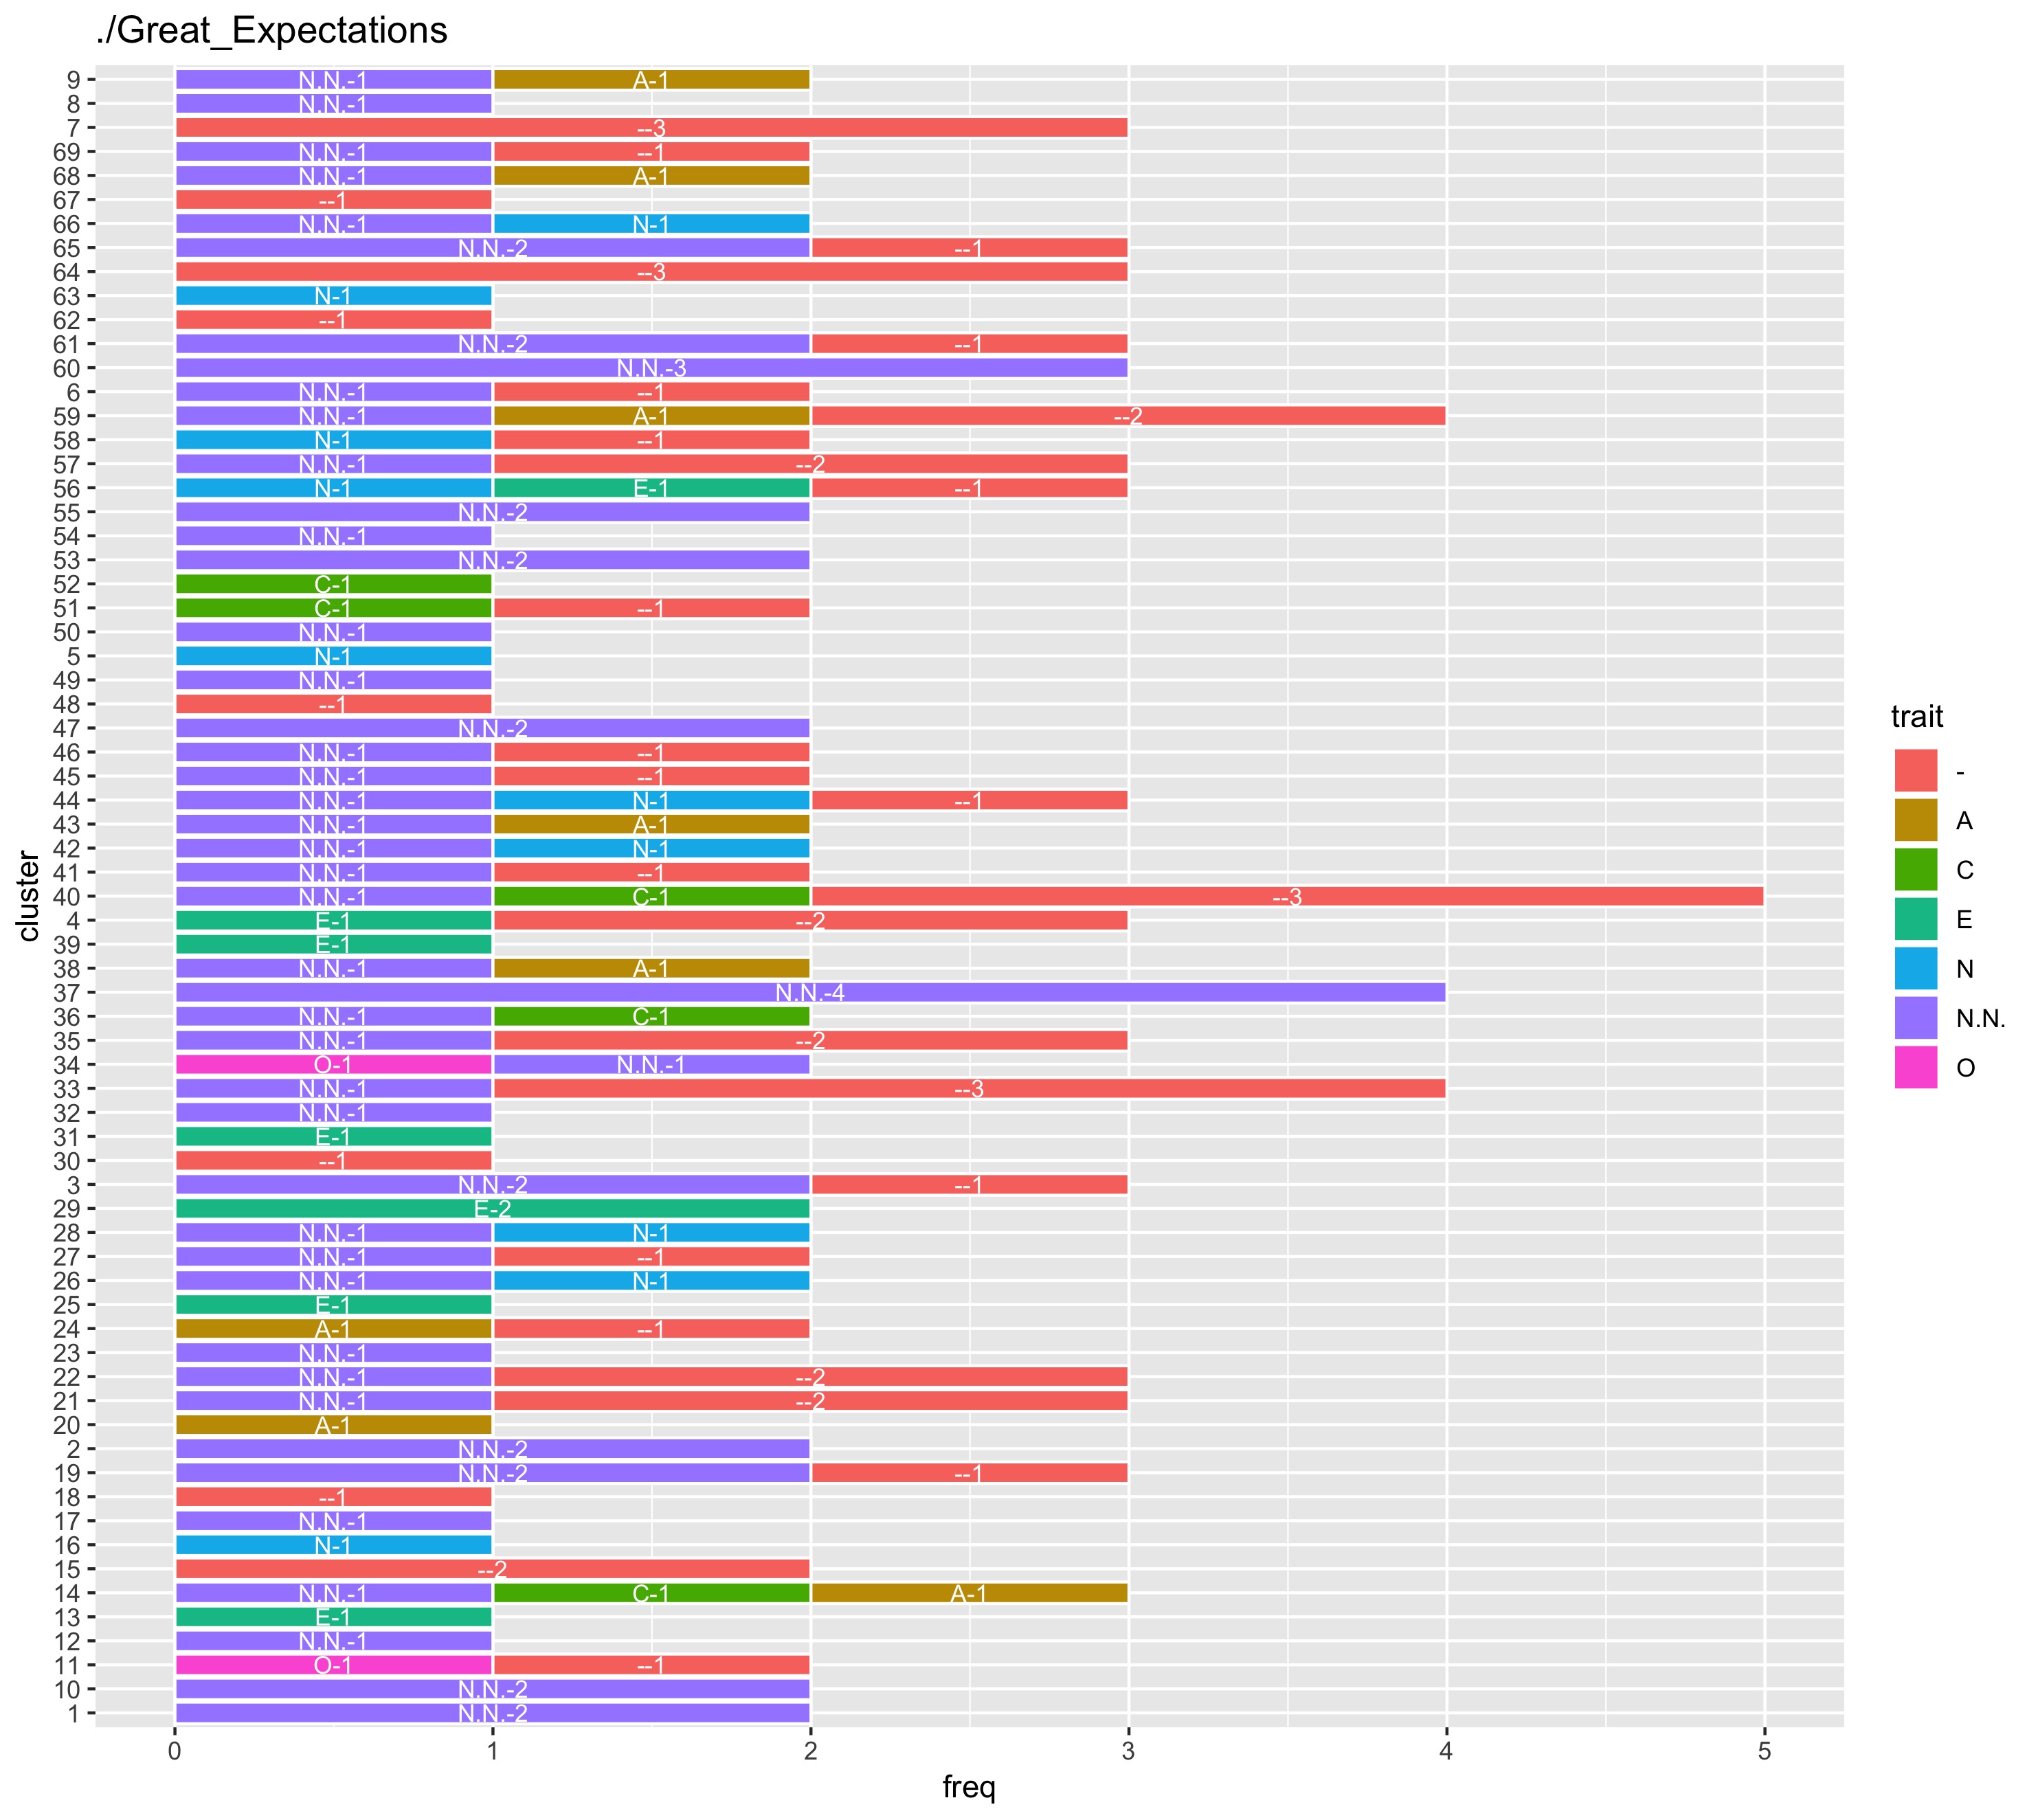 ./Great_Expectations
9 N.N.-1 A-1
8 N.N.-1
7 --3
69 N.N.-1 --1
68 N.N.-1 A-1
67 --1
66 N.N.-1 N-1
65 N.N.-2 --1
64 --3
63 N-1
62 --1
61 N.N.-2 --1
60 N.N.-3
6 N.N.-1 --1
59 N.N.-1 A-1 --2
58 N-1 --1
57 N.N.-1 --2
56 N-1 E-1 --1
55 N.N.-2
54 N.N.-1
53 N.N.-2
52 C-1
51 C-1 --1
50 N.N.-1
5 N-1
49 N.N.-1
48 --1
47 N.N.-2
46 N.N.-1 --1
45 N.N.-1 --1
44 N.N.-1 N-1 --1
43 N.N.-1 A-1
42 N.N.-1 N-1
41 N.N.-1 --1
40 N.N.-1 C-1 --3
4 E-1 --2
39 E-1
38 N.N.-1 A-1
37 N.N.-4
36 N.N.-1 C-1
35 N.N.-1 --2
34 O-1 N.N.-1
33 N.N.-1 --3
32 N.N.-1
31 E-1
30 --1
3 N.N.-2 --1
29 E-2
28 N.N.-1 N-1
27 N.N.-1 --1
26 N.N.-1 N-1
25 E-1
24 A-1 --1
23 N.N.-1
22 N.N.-1 --2
21 N.N.-1 --2
20 A-1
2 N.N.-2
19 N.N.-2 --1
18 --1
17 N.N.-1
16 N-1
15 --2
14 N.N.-1 C-1 A-1
13 E-1
12 N.N.-1
11 O-1 --1
10 N.N.-2
1 N.N.-2
0 1 2 3 4 5
freq
cluster
trait
-
A
C
E
N
N.N.
O